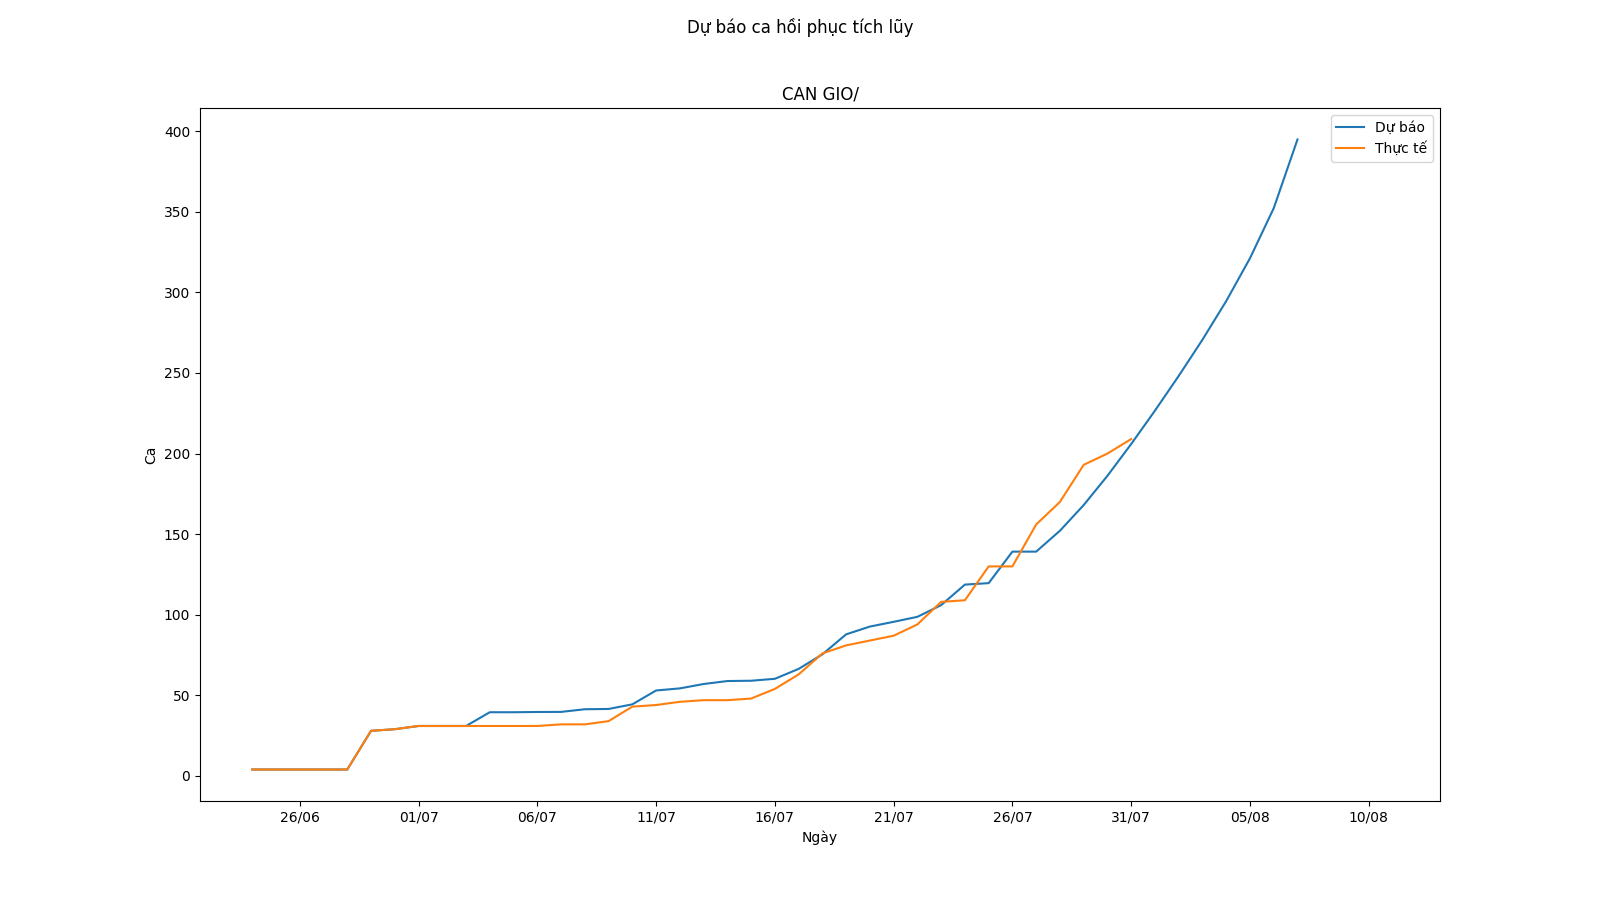 Dự báo ca hồi phục tích lũy
CAN GIO/
Dự báo
Thực tế
400
350
300
250
200
150
100
50
0
Ca
26/06 01/07 06/07 11/07 16/07 21/07 26/07 31/07 05/08 10/08
Ngày